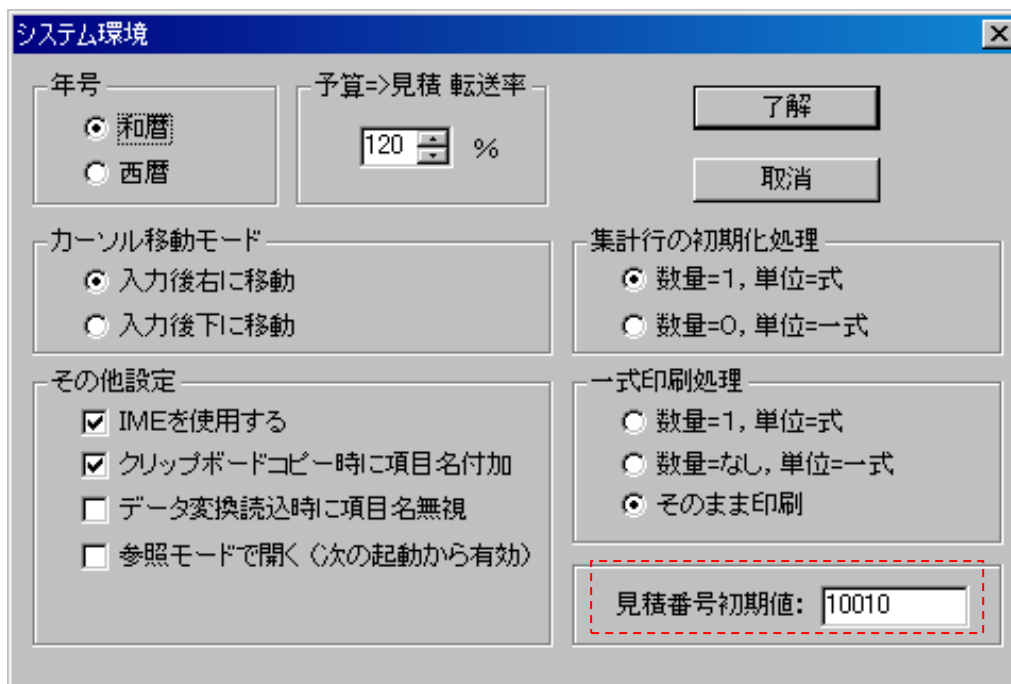 システム環境
年号
和暦
西暦
予算=>見積 転送率
120 %
了解
取消
カーソル移動モード
入力後右に移動
入力後下に移動
集計行の初期化処理
数量=1, 単位=式
数量=0, 単位=一式
その他設定
IMEを使用する
クリップボードコピー時に項目名付加
データ変換読込時に項目名無視
参照モードで開く（次の起動から有効）
一式印刷処理
数量=1, 単位=式
数量=なし, 単位=一式
そのまま印刷
見積番号初期値: 10010